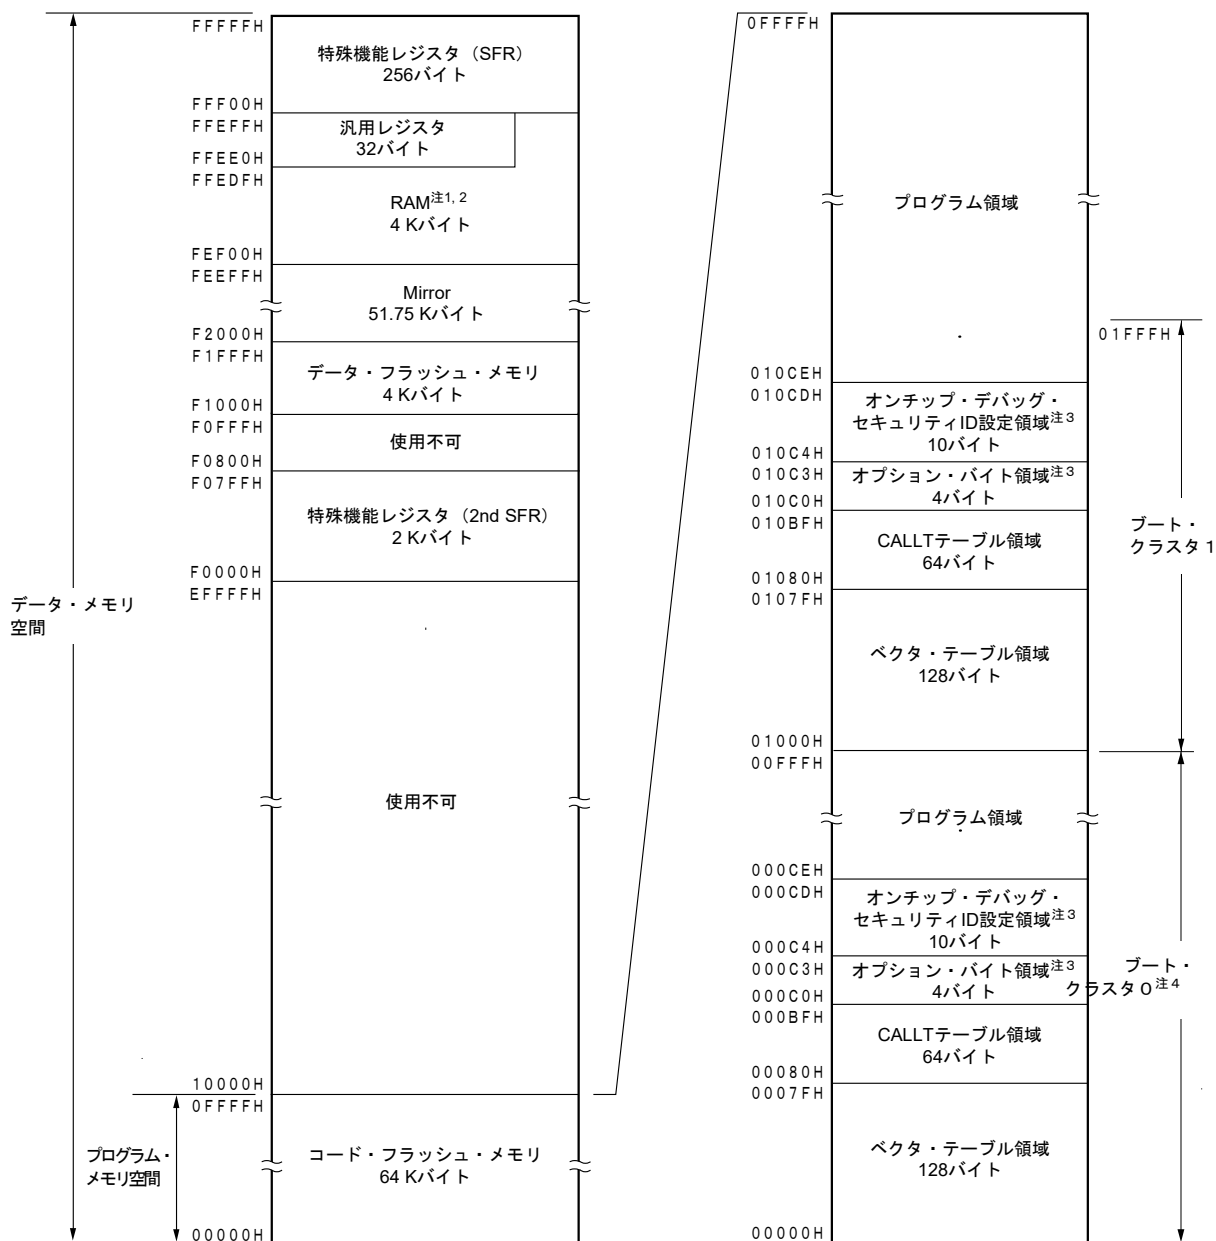 FFFFFH
特殊機能レジスタ（SFR）
256バイト
FFF00H
FFEFFH
汎用レジスタ
32バイト
FFEE0H
FFEDFH
RAM注1, 2
4 Kバイト
FEF00H
FEEFFH
Mirror
51.75 Kバイト
F2000H
F1FFFH
データ・フラッシュ・メモリ
4 Kバイト
F1000H
F0FFFH
使用不可
F0800H
F07FFH
特殊機能レジスタ（2nd SFR）
2 Kバイト
F0000H
EFFFFH
データ・メモリ
空間
使用不可
10000H
0FFFFH
プログラム・
メモリ空間
コード・フラッシュ・メモリ
64 Kバイト
00000H
0FFFFH
プログラム領域
01FFFH
010CEH
010CDH
オンチップ・デバッグ・
セキュリティID設定領域注3
10バイト
010C4H
010C3H
オプション・バイト領域注3
4バイト
010C0H
010BFH
CALLTテーブル領域
64バイト
01080H
0107FH
ブート・
クラスタ1
ベクタ・テーブル領域
128バイト
01000H
00FFFH
プログラム領域
000CEH
000CDH
オンチップ・デバッグ・
セキュリティID設定領域注3
10バイト
000C4H
000C3H
オプション・バイト領域注3
4バイト
000C0H
000BFH
ブート・
クラスタ0注4
CALLTテーブル領域
64バイト
00080H
0007FH
ベクタ・テーブル領域
128バイト
00000H